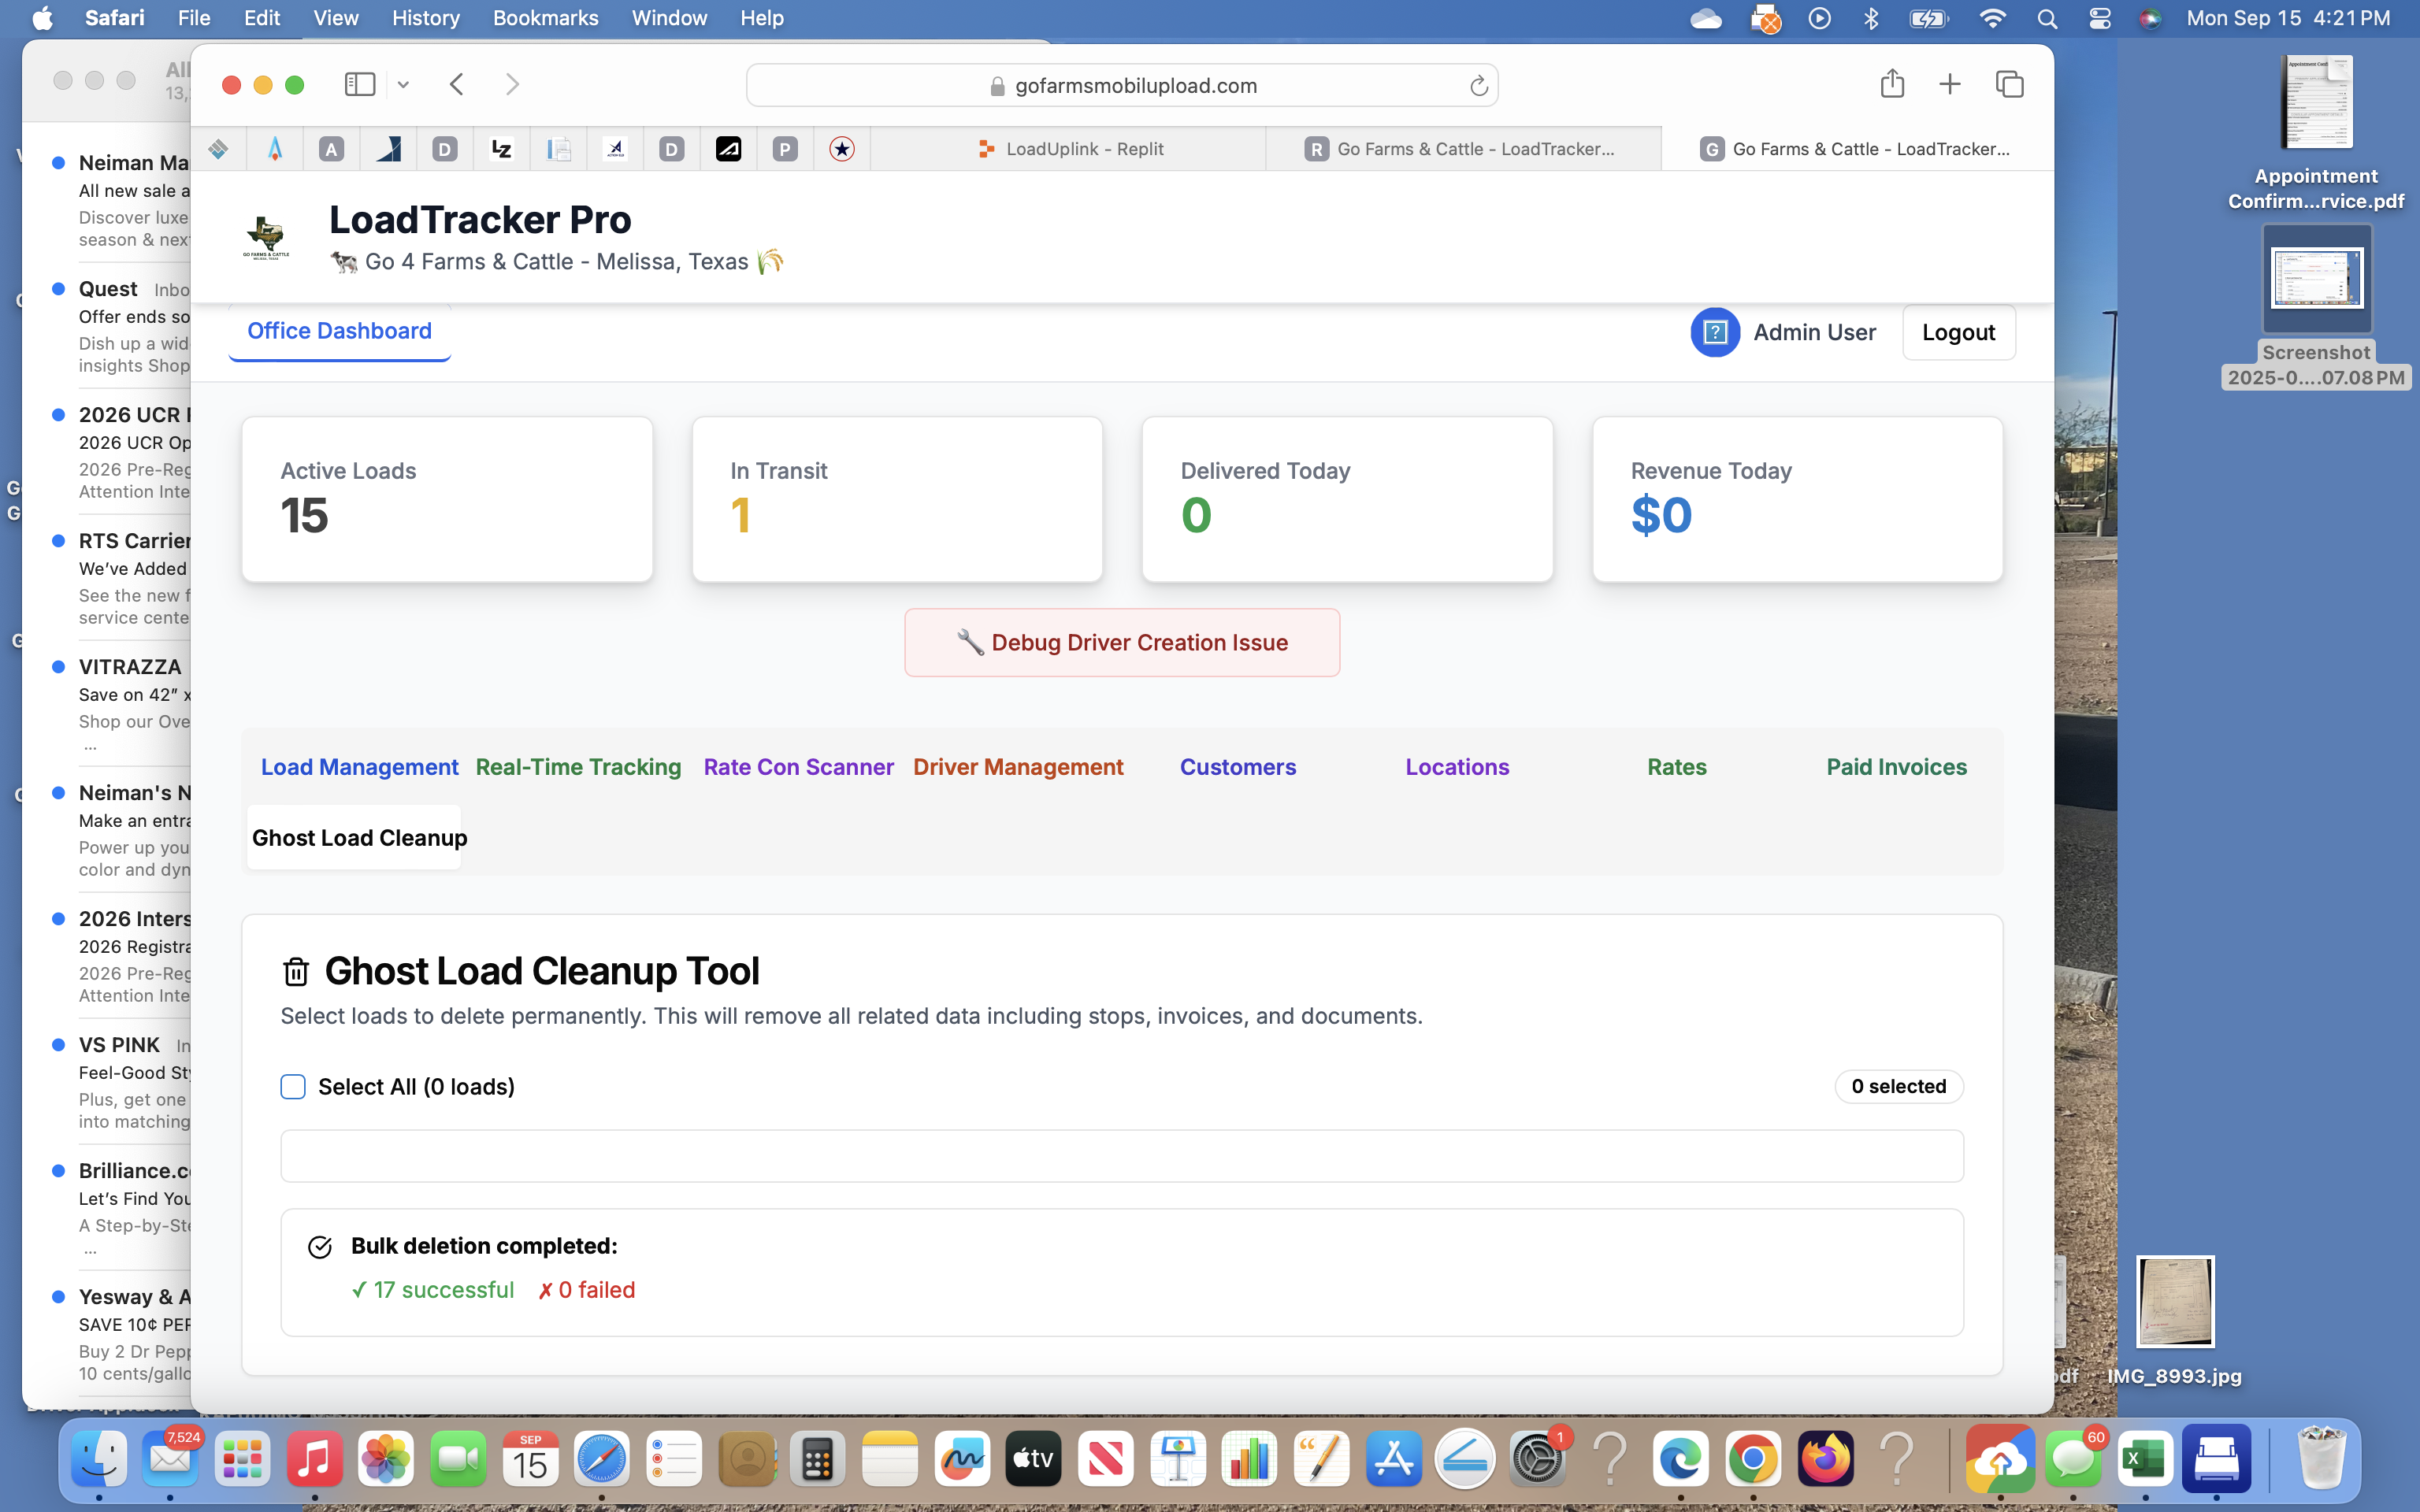 Safari File Edit View History Bookmarks Window Help
Mon Sep 15 4:21 PM
All
13,
Neiman Ma
All new sale a
Discover luxe
season & nex
Quest Inbo
Offer ends so
Dish up a wid
insights Shop
2026 UCR
2026 UCR Op
2026 Pre-Reg
Attention Inte
RTS Carrier
We've Added
See the new f
service cente
VITRAZZA
Save on 42" x
Shop our Ove
...
Neiman's N
Make an entra
Power up you
color and dyn
2026 Inters
2026 Registra
2026 Pre-Reg
Attention Inte
VS PINK In
Feel-Good Sty
Plus, get one
into matching
Brilliance.c
Let's Find You
A Step-by-Ste
...
Yesway & A
SAVE 10¢ PER
Buy 2 Dr Pepp
10 cents/gallo
gofarmsmobilupload.com
A D LZ D P
LoadUplink - Replit
R Go Farms & Cattle - LoadTracker...
G Go Farms & Cattle - LoadTracker...
GO FARMS & CATTLE
MELISSA, TEXAS
LoadTracker Pro
🐄 Go 4 Farms & Cattle - Melissa, Texas 🌾
Office Dashboard
? Admin User
Logout
Active Loads
15
In Transit
1
Delivered Today
0
Revenue Today
$0
🔧 Debug Driver Creation Issue
Load Management Real-Time Tracking Rate Con Scanner Driver Management Customers Locations Rates Paid Invoices
Ghost Load Cleanup
Ghost Load Cleanup Tool
Select loads to delete permanently. This will remove all related data including stops, invoices, and documents.
Select All (0 loads)
0 selected
Bulk deletion completed:
✓ 17 successful ✗ 0 failed
Appointment
Confirm...rvice.pdf
Screenshot
2025-0....07.08 PM
df
IMG_8993.jpg
7,524
SEP
15
tv
1
60